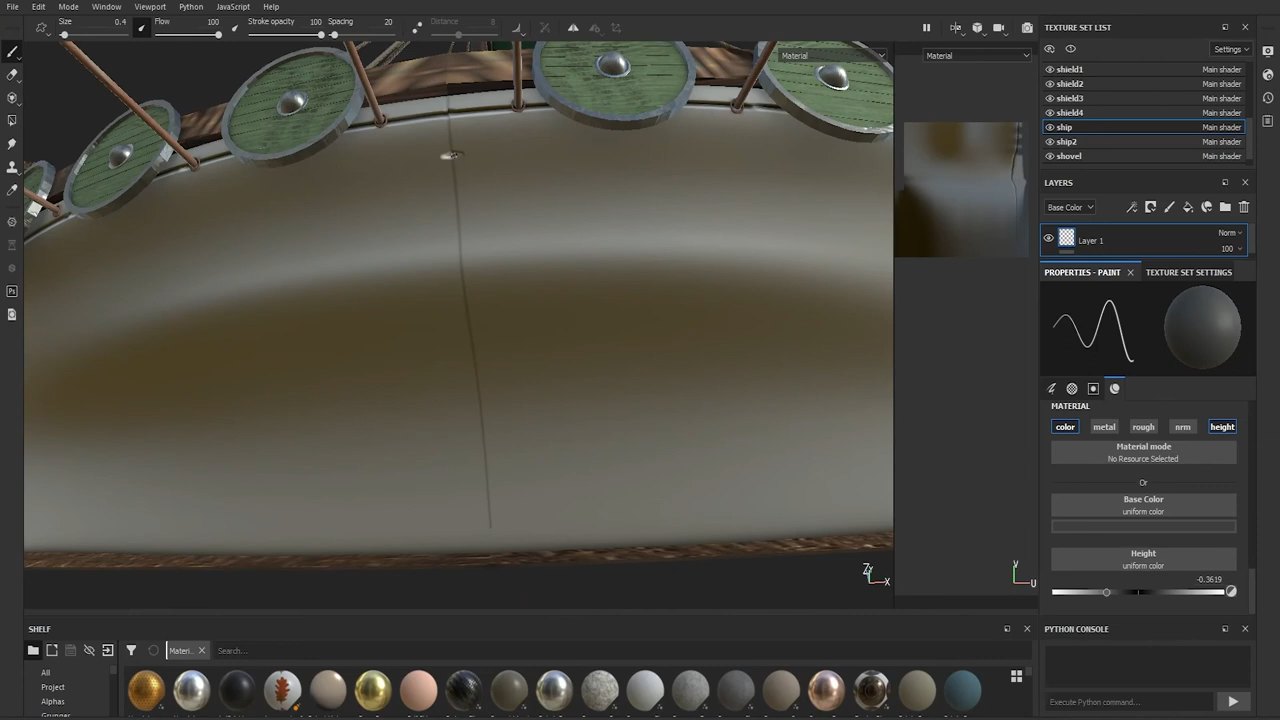 File Edit Mode Window Viewport Python JavaScript Help
Size 0.4 Flow 100 Stroke opacity 100 Spacing 20 Distance 8
Material
Material
TEXTURE SET LIST
Settings
shield1 Main shader
shield2 Main shader
shield3 Main shader
shield4 Main shader
ship Main shader
ship2 Main shader
shovel Main shader
LAYERS
Base Color
Layer 1 Norm
100
PROPERTIES - PAINT TEXTURE SET SETTINGS
MATERIAL
color metal rough nrm height
Material mode
No Resource Selected
Or
Base Color
uniform color
Height
uniform color
-0.3619
Z
X
V
U
SHELF
Materi...
Search...
All
Project
Alphas
PYTHON CONSOLE
Execute Python command...
Ps